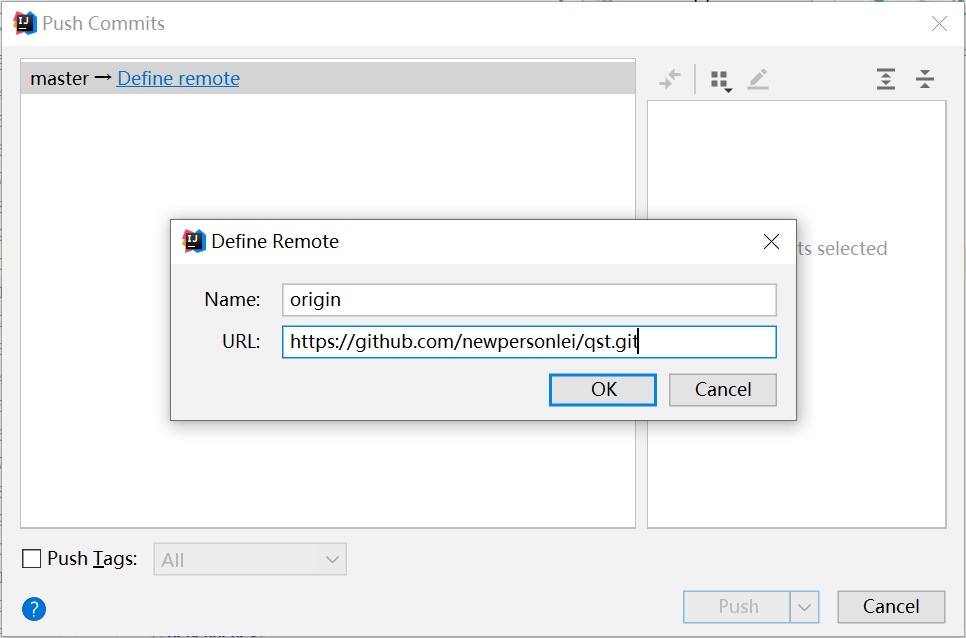 Push Commits
master → Define remote
ts selected
Define Remote
Name: origin
URL: https://github.com/newpersonlei/qst.git
OK Cancel
Push Tags: All
? Push Cancel